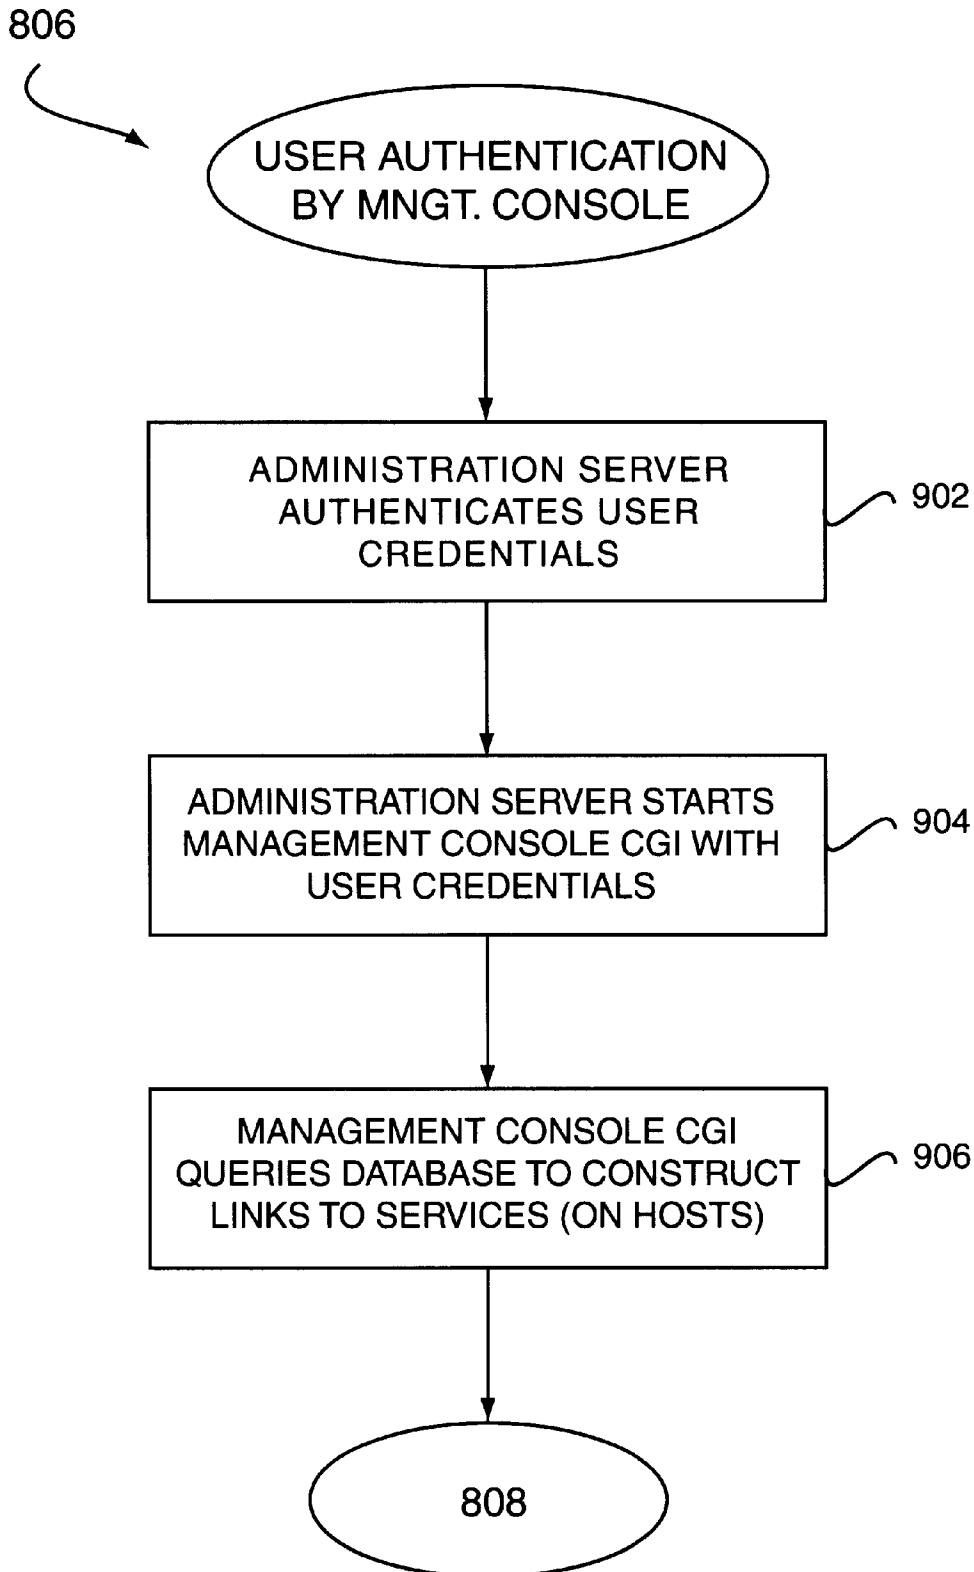 806
USER AUTHENTICATION
BY MNGT. CONSOLE
ADMINISTRATION SERVER
AUTHENTICATES USER
CREDENTIALS
902
ADMINISTRATION SERVER STARTS
MANAGEMENT CONSOLE CGI WITH
USER CREDENTIALS
904
MANAGEMENT CONSOLE CGI
QUERIES DATABASE TO CONSTRUCT
LINKS TO SERVICES (ON HOSTS)
906
808